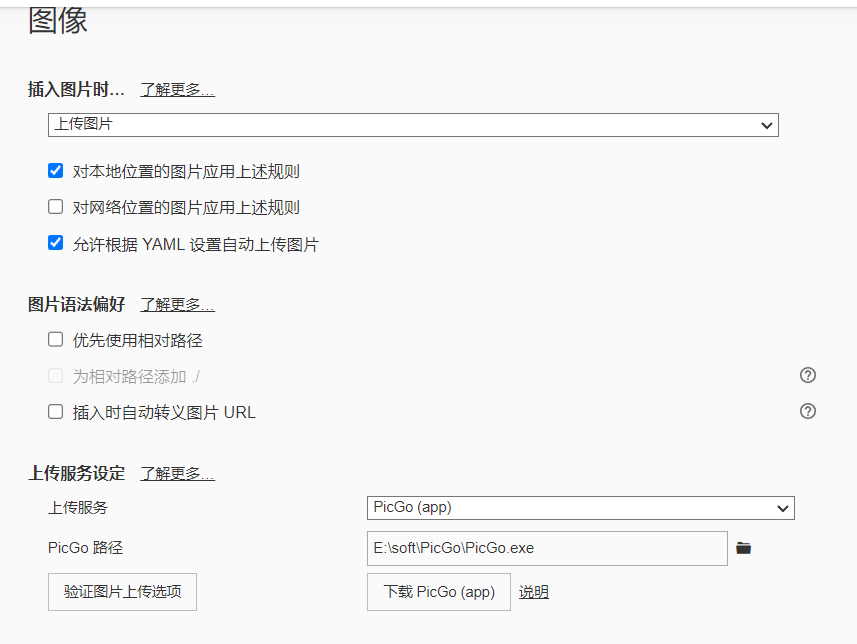 图像
插入图片时... 了解更多...
上传图片
对本地位置的图片应用上述规则
对网络位置的图片应用上述规则
允许根据 YAML 设置自动上传图片
图片语法偏好 了解更多...
优先使用相对路径
为相对路径添加 ./
插入时自动转义图片 URL
上传服务设定 了解更多...
上传服务 PicGo (app)
PicGo 路径 E:\soft\PicGo\PicGo.exe
验证图片上传选项 下载 PicGo (app) 说明